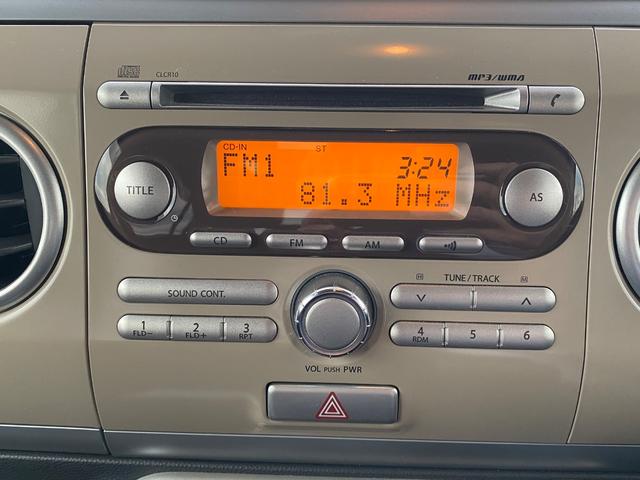 CLCR10 MP3/WMA
CD-IN ST
FM1 3:24
81.3 MHz
TITLE
AS
CD FM AM
SOUND CONT.
TUNE/TRACK
1 FLD−
2 FLD+
3 RPT
4 RDM
5
6
VOL PUSH PWR